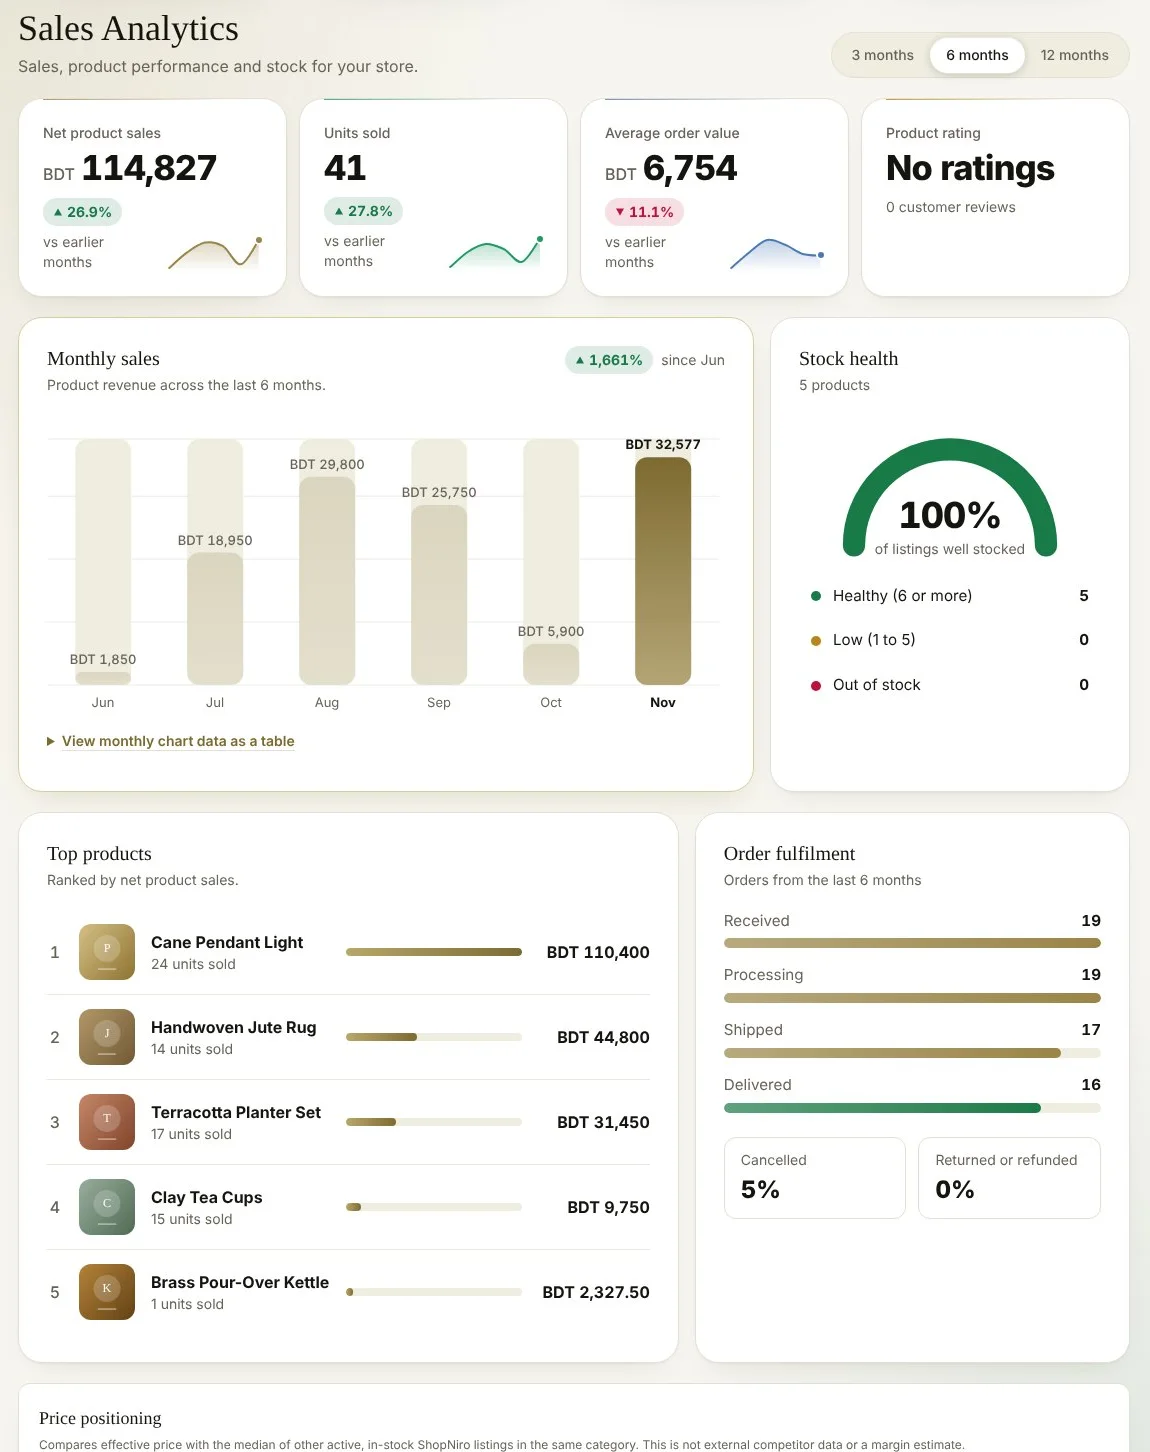 Sales Analytics
Sales, product performance and stock for your store.
3 months 6 months 12 months
Net product sales
BDT 114,827
▲ 26.9%
vs earlier
months
Units sold
41
▲ 27.8%
vs earlier
months
Average order value
BDT 6,754
▼ 11.1%
vs earlier
months
Product rating
No ratings
0 customer reviews
Monthly sales
▲ 1,661% since Jun
Product revenue across the last 6 months.
BDT 32,577
BDT 29,800
BDT 25,750
BDT 18,950
BDT 5,900
BDT 1,850
Jun Jul Aug Sep Oct Nov
▶ View monthly chart data as a table
Stock health
5 products
100%
of listings well stocked
Healthy (6 or more) 5
Low (1 to 5) 0
Out of stock 0
Top products
Ranked by net product sales.
1 P Cane Pendant Light BDT 110,400
24 units sold
2 J Handwoven Jute Rug BDT 44,800
14 units sold
3 T Terracotta Planter Set BDT 31,450
17 units sold
4 C Clay Tea Cups BDT 9,750
15 units sold
5 K Brass Pour-Over Kettle BDT 2,327.50
1 units sold
Order fulfilment
Orders from the last 6 months
Received 19
Processing 19
Shipped 17
Delivered 16
Cancelled
5%
Returned or refunded
0%
Price positioning
Compares effective price with the median of other active, in-stock ShopNiro listings in the same category. This is not external competitor data or a margin estimate.